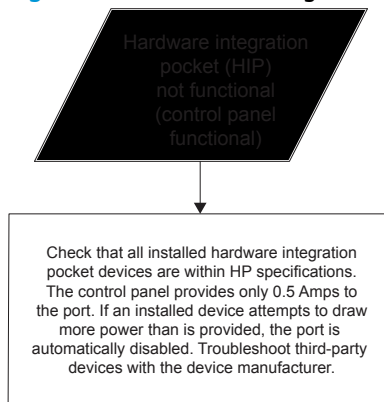 Hardware integration
pocket (HIP)
not functional
(control panel
functional)
Check that all installed hardware integration
pocket devices are within HP specifications.
The control panel provides only 0.5 Amps to
the port. If an installed device attempts to draw
more power than is provided, the port is
automatically disabled. Troubleshoot third-party
devices with the device manufacturer.